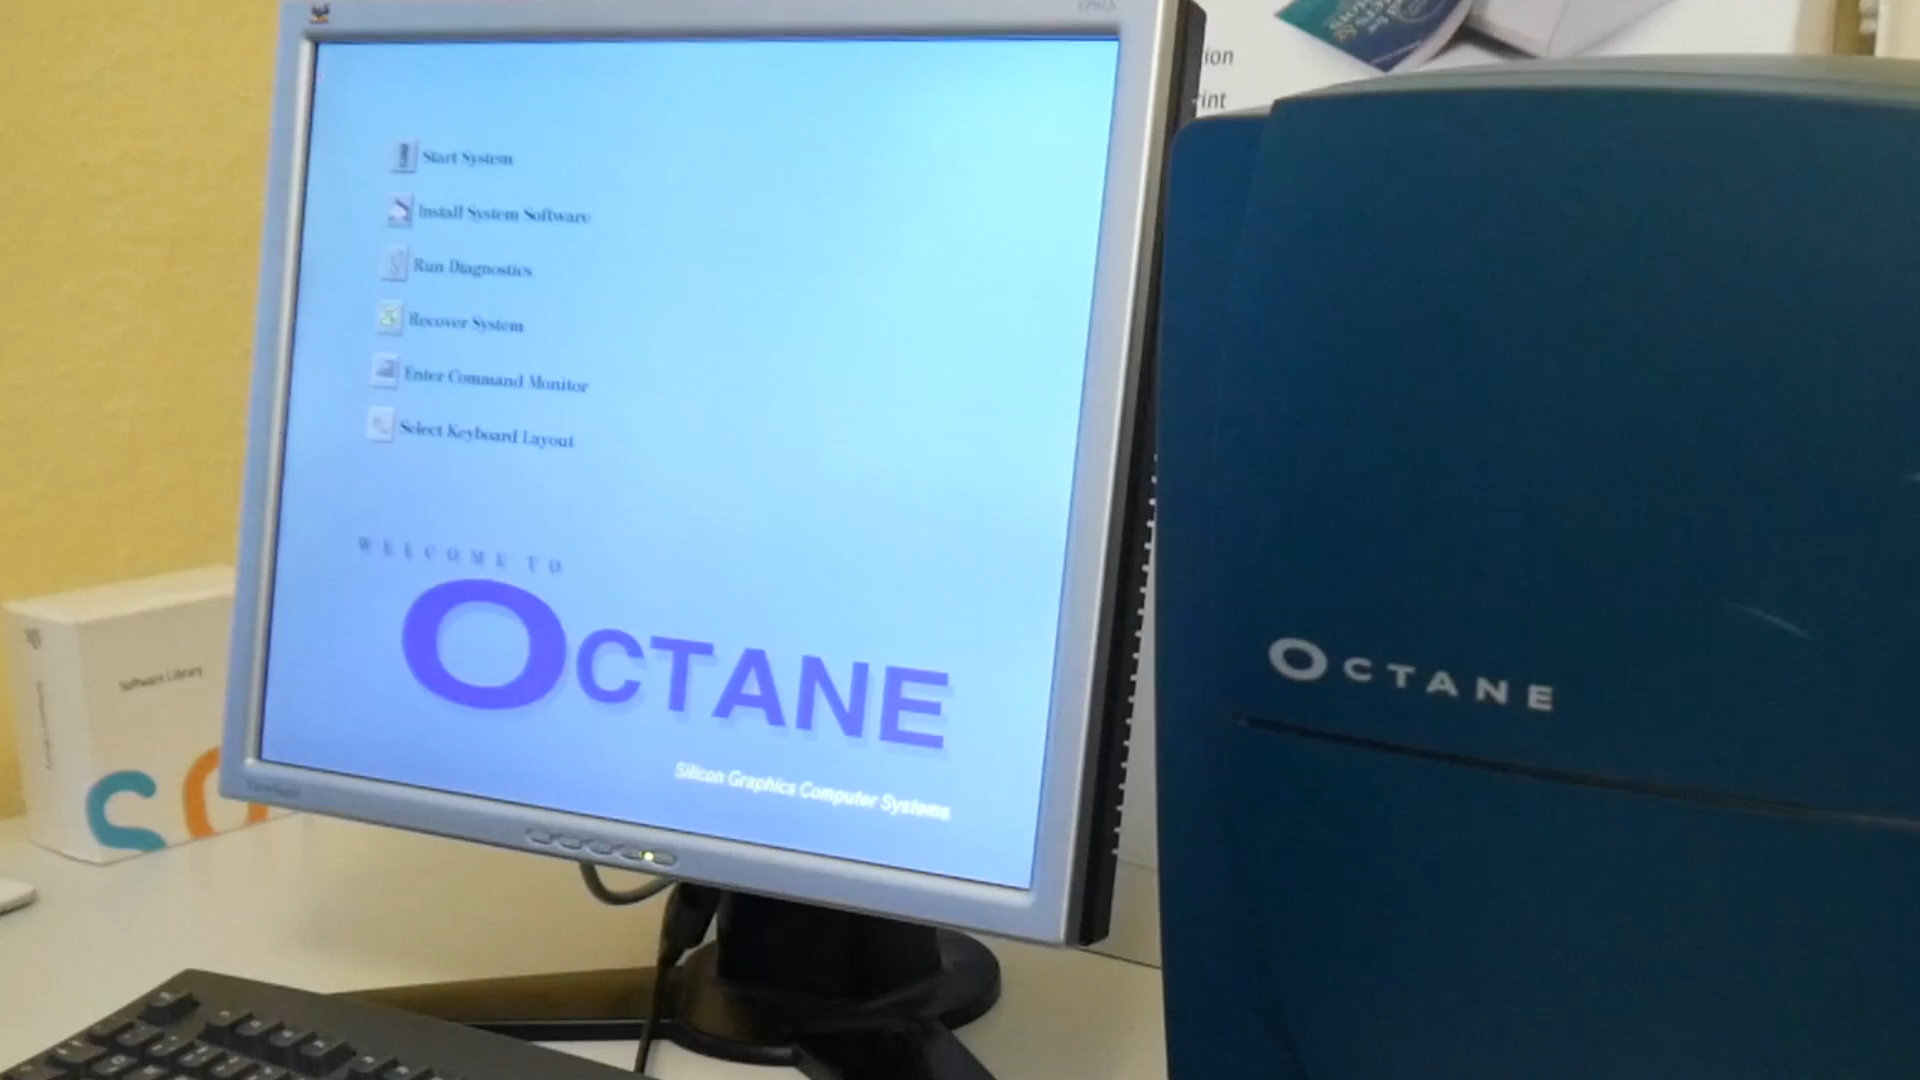 Start System
Install System Software
Run Diagnostics
Recover System
Enter Command Monitor
Select Keyboard Layout
WELCOME TO
OCTANE
Silicon Graphics Computer Systems
OCTANE
Software Library